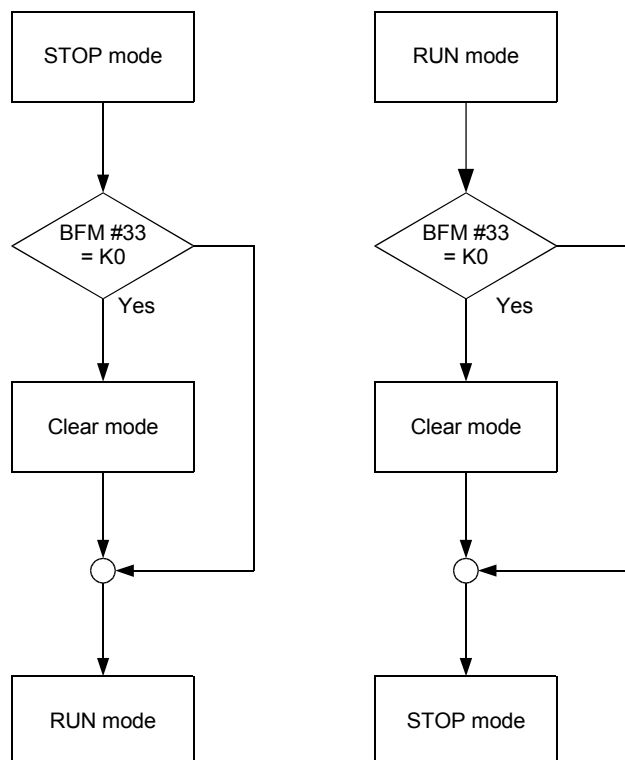 STOP mode
BFM #33
= K0
Yes
Clear mode
RUN mode
RUN mode
BFM #33
= K0
Yes
Clear mode
STOP mode